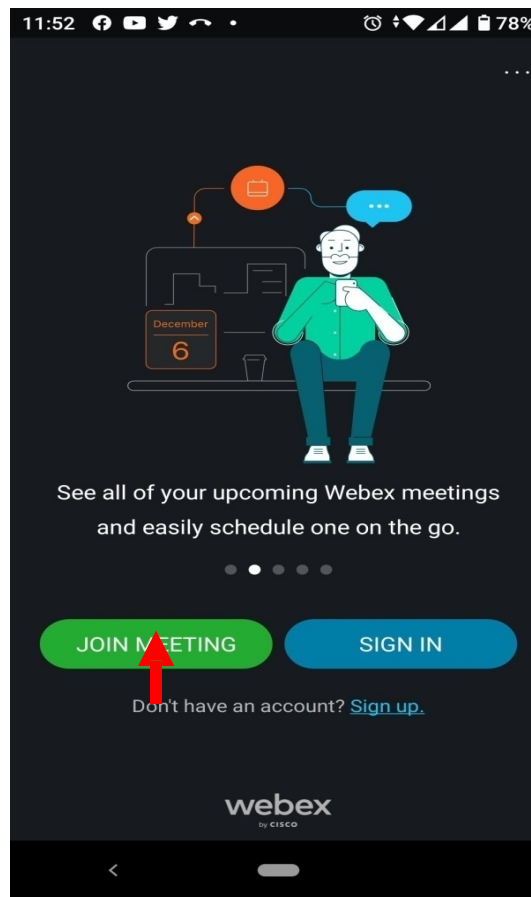 11:52
78%
December
6
See all of your upcoming Webex meetings
and easily schedule one on the go.
JOIN MEETING
SIGN IN
Don't have an account? Sign up.
webex
by CISCO